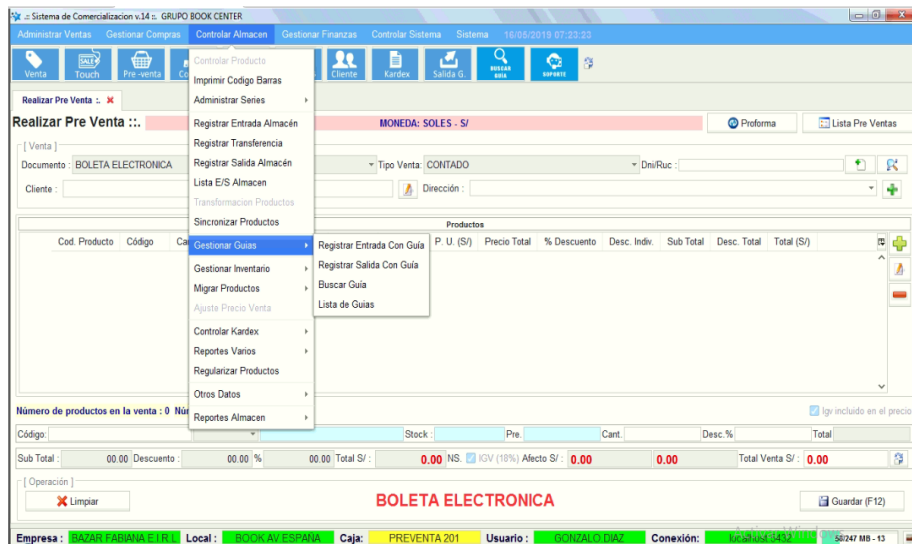 .:: Sistema de Comercializacion v.14 ::. GRUPO BOOK CENTER
Administrar Ventas Gestionar Compras Controlar Almacen Gestionar Finanzas Controlar Sistema Sistema 16/05/2019 07:23:23
Venta Touch Pre -venta Cliente Kardex Salida G. BUSCAR GUIA SOPORTE
Realizar Pre Venta :.
Realizar Pre Venta ::. MONEDA: SOLES - S/ Proforma Lista Pre Ventas
[ Venta ]
Documento : BOLETA ELECTRONICA Tipo Venta: CONTADO Dni/Ruc :
Cliente : Dirección :
Productos
Cod. Producto Código P. U. (S/) Precio Total % Descuento Desc. Indiv. Sub Total Desc. Total Total (S/)
Controlar Producto
Imprimir Codigo Barras
Administrar Series
Registrar Entrada Almacén
Registrar Transferencia
Registrar Salida Almacén
Lista E/S Almacen
Transformacion Productos
Sincronizar Productos
Gestionar Guias
Gestionar Inventario
Migrar Productos
Ajuste Precio Venta
Controlar Kardex
Reportes Varios
Regularizar Productos
Otros Datos
Reportes Almacen
Registrar Entrada Con Guía
Registrar Salida Con Guía
Buscar Guía
Lista de Guias
Número de productos en la venta : 0 Igv incluido en el precio
Código: Stock : Pre. Cant. Desc.% Total
Sub Total : 00.00 Descuento : 00.00 % 00.00 Total S/ : 0.00 NS. IGV (18%) Afecto S/ : 0.00 0.00 Total Venta S/ : 0.00
[ Operación ]
Limpiar BOLETA ELECTRONICA Guardar (F12)
Empresa : BAZAR FABIANA E.I.R.L Local : BOOK AV.ESPAÑA Caja: PREVENTA 201 Usuario : GONZALO DIAZ Conexión: localhost:5432 58/247 MB - 13